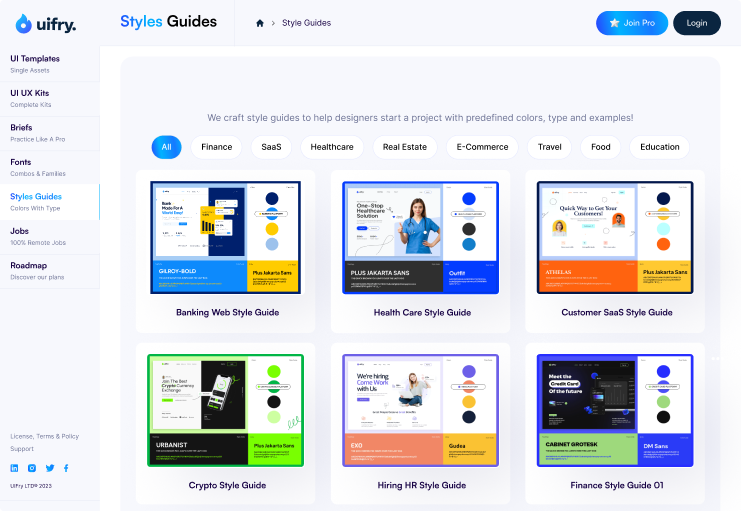 uifry.
Styles Guides
Style Guides
Join Pro
Login
UI Templates
Single Assets
UI UX Kits
Complete Kits
Briefs
Practice Like A Pro
Fonts
Combos & Families
Styles Guides
Colors With Type
Jobs
100% Remote Jobs
Roadmap
Discover our plans
License, Terms & Policy
Support
UiFry LTD® 2023
We craft style guides to help designers start a project with predefined colors, type and examples!
All
Finance
SaaS
Healthcare
Real Estate
E-Commerce
Travel
Food
Education
Bank
Made For A
World Easy!
GILROY-BOLD
Plus Jakarta Sans
Banking Web Style Guide
One-Stop
Healthcare
Solution
PLUS JAKARTA SANS
Outfit
Health Care Style Guide
Quick Way to Get Your
Customers!
ATHELAS
Plus Jakarta Sans
Customer SaaS Style Guide
Join The Best
Crypto Currency
Exchange
URBANIST
Plus Jakarta Sans
Crypto Style Guide
We're hiring
Come Work
with Us
EXO
Gudea
Hiring HR Style Guide
Meet the
Credit Card
Of the future
CABINET GROTESK
DM Sans
Finance Style Guide 01